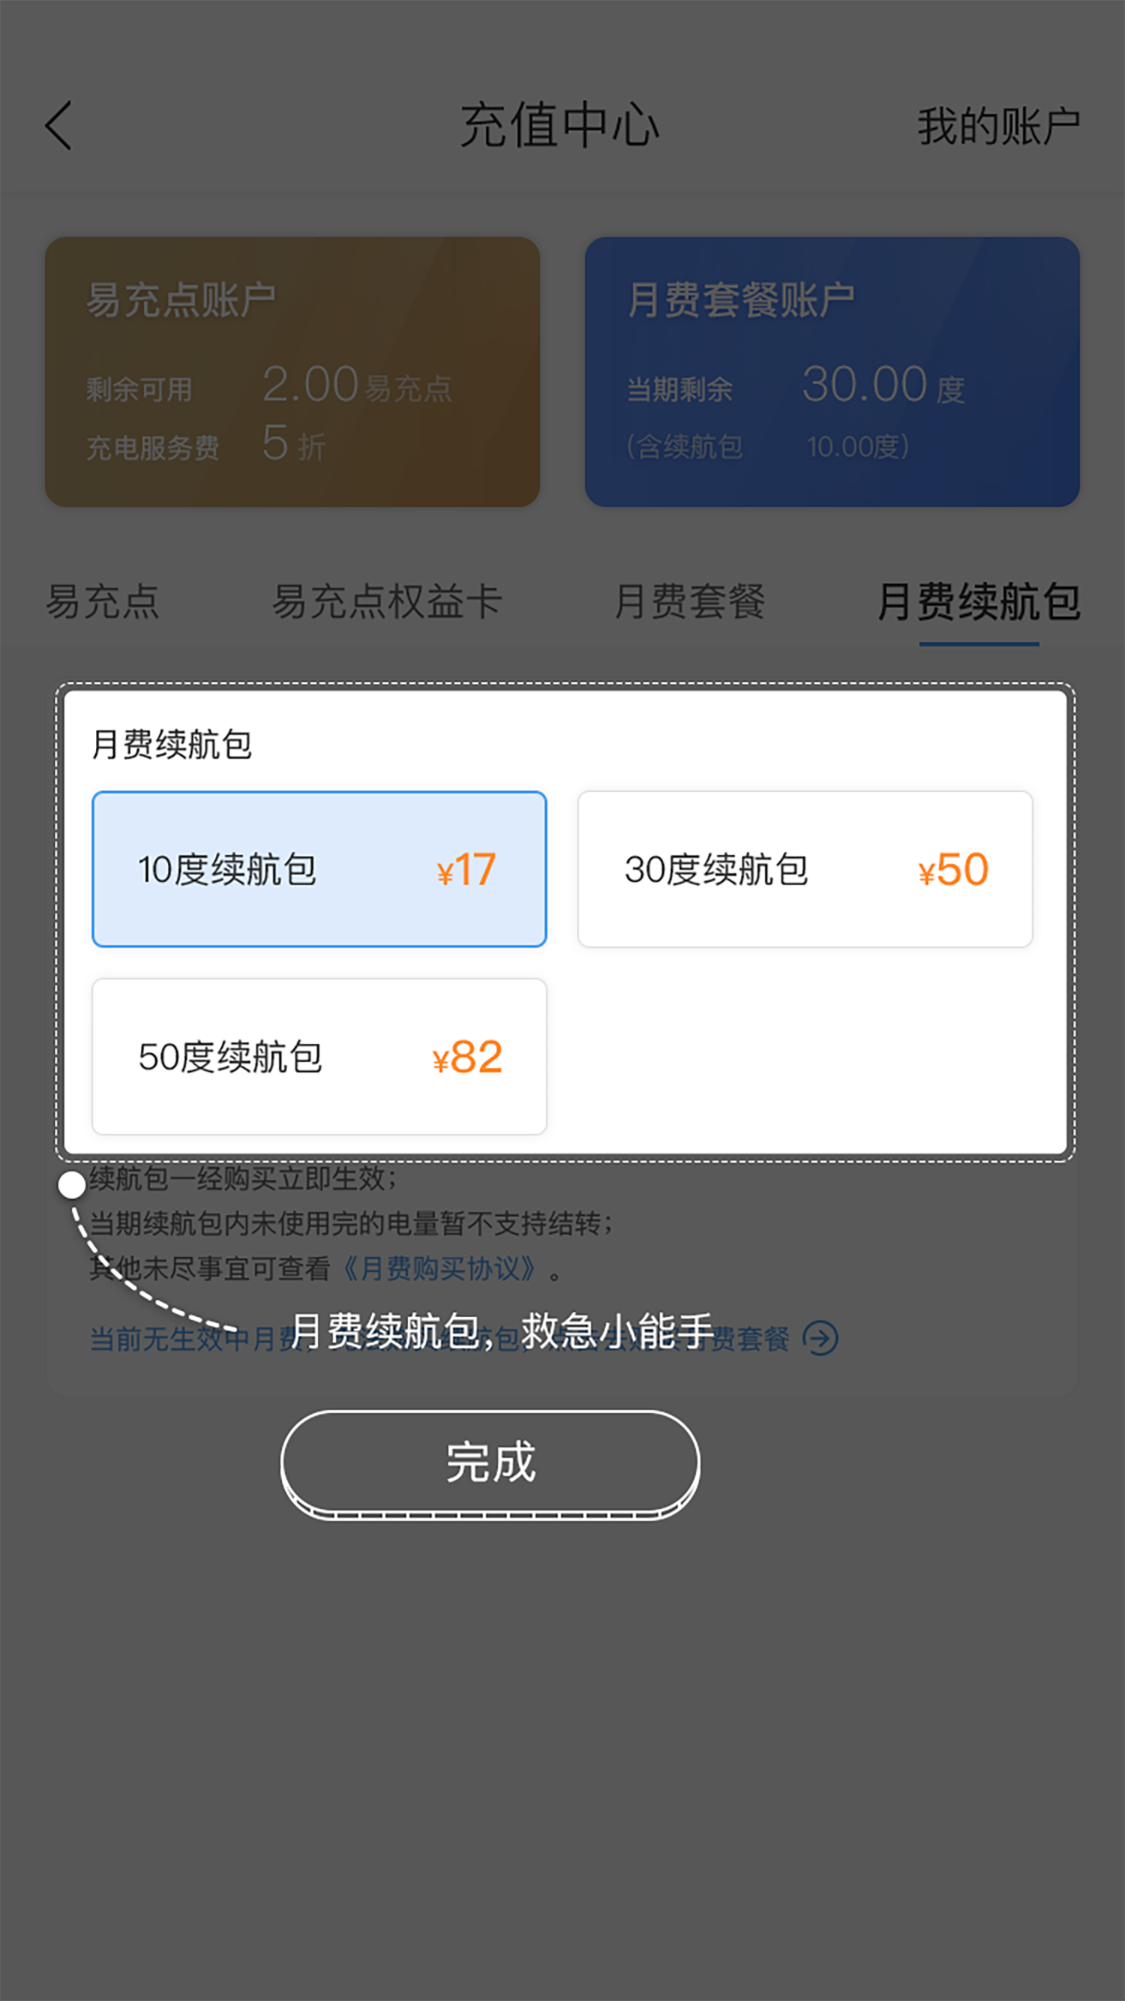 充值中心
我的账户
易充点账户
剩余可用 2.00易充点
充电服务费 5折
月费套餐账户
当期剩余 30.00度
(含续航包 10.00度)
易充点 易充点权益卡 月费套餐 月费续航包
月费续航包
10度续航包 ¥17
30度续航包 ¥50
50度续航包 ¥82
续航包一经购买立即生效;
当期续航包内未使用完的电量暂不支持结转;
其他未尽事宜可查看《月费购买协议》。
月费续航包,救急小能手
当前无生效中月费
费套餐
完成